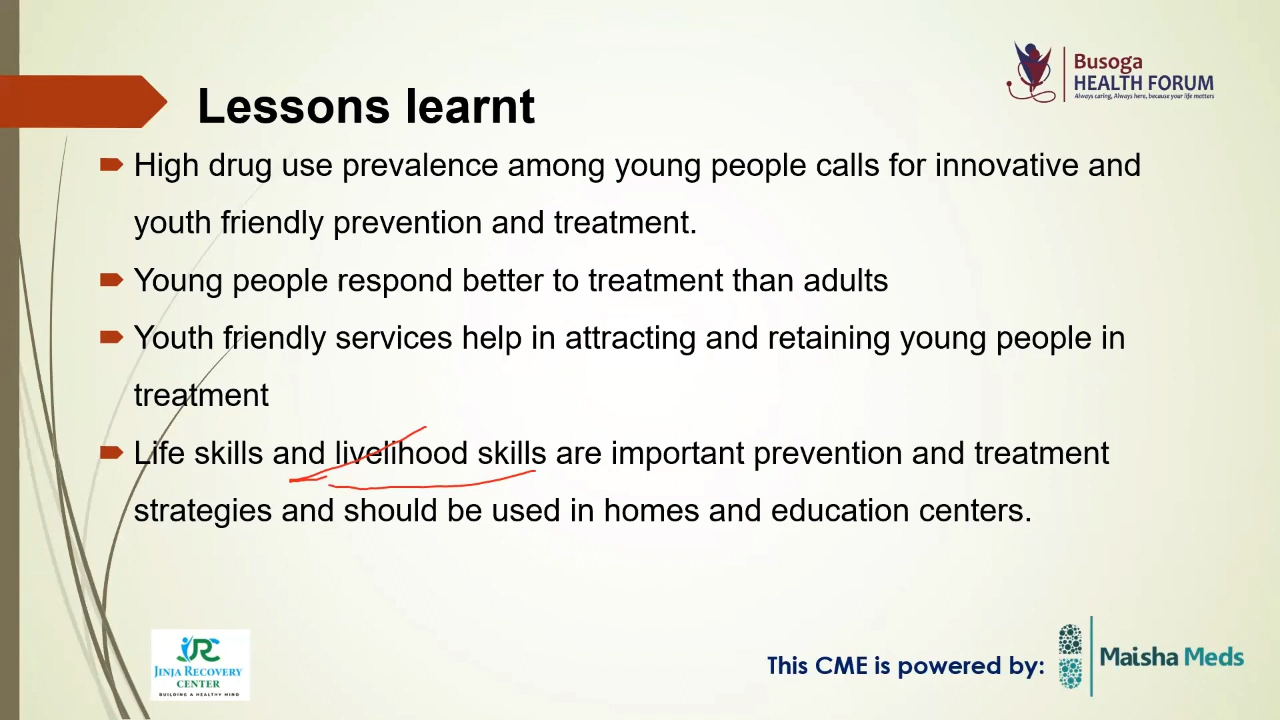 Busoga
HEALTH FORUM
Always caring, Always here, because your life matters
Lessons learnt
High drug use prevalence among young people calls for innovative and
youth friendly prevention and treatment.
Young people respond better to treatment than adults
Youth friendly services help in attracting and retaining young people in
treatment
Life skills and livelihood skills are important prevention and treatment
strategies and should be used in homes and education centers.
JRC
JINJA RECOVERY
CENTER
BUILDING A HEALTHY MIND
This CME is powered by:
Maisha Meds